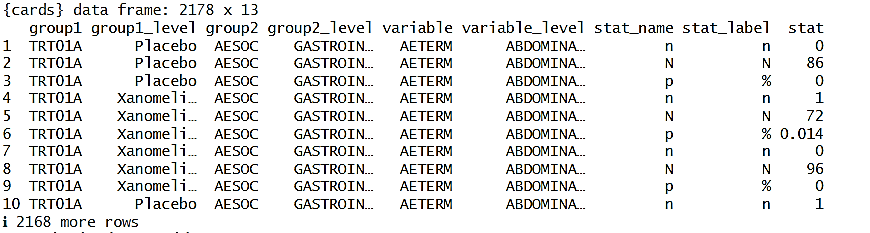 {cards} data frame: 2178 x 13
group1 group1_level group2 group2_level variable variable_level stat_name stat_label stat
1 TRT01A Placebo AESOC GASTROIN… AETERM ABDOMINA… n n 0
2 TRT01A Placebo AESOC GASTROIN… AETERM ABDOMINA… N N 86
3 TRT01A Placebo AESOC GASTROIN… AETERM ABDOMINA… p % 0
4 TRT01A Xanomeli… AESOC GASTROIN… AETERM ABDOMINA… n n 1
5 TRT01A Xanomeli… AESOC GASTROIN… AETERM ABDOMINA… N N 72
6 TRT01A Xanomeli… AESOC GASTROIN… AETERM ABDOMINA… p % 0.014
7 TRT01A Xanomeli… AESOC GASTROIN… AETERM ABDOMINA… n n 0
8 TRT01A Xanomeli… AESOC GASTROIN… AETERM ABDOMINA… N N 96
9 TRT01A Xanomeli… AESOC GASTROIN… AETERM ABDOMINA… p % 0
10 TRT01A Placebo AESOC GASTROIN… AETERM ABDOMINA… n n 1
ℹ 2168 more rows